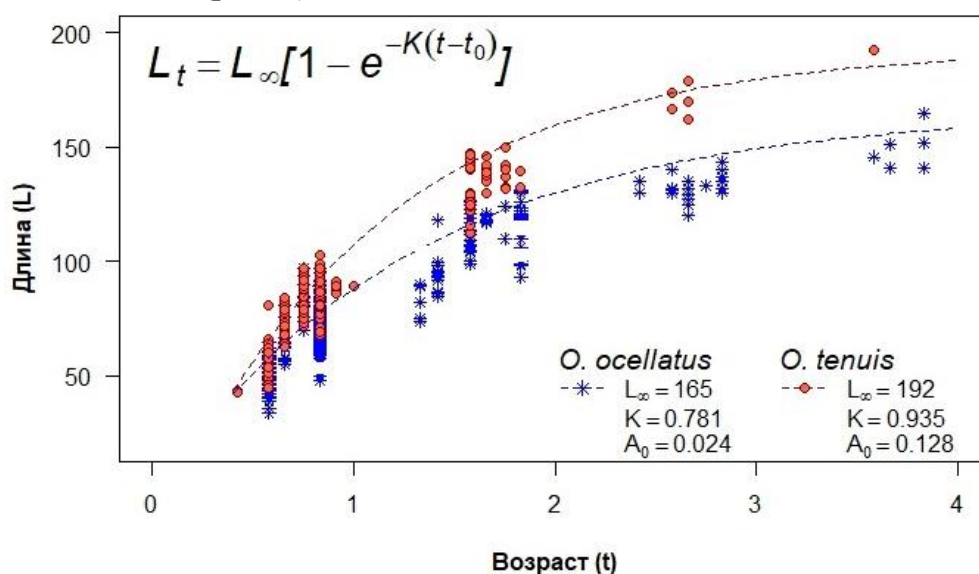 200
L_t = L_∞[1 − e^{−K(t−t_0)}]
150
100
50
Длина (L)
O. ocellatus O. tenuis
L_∞ = 165 L_∞ = 192
K = 0.781 K = 0.935
A_0 = 0.024 A_0 = 0.128
0 1 2 3 4
Возраст (t)